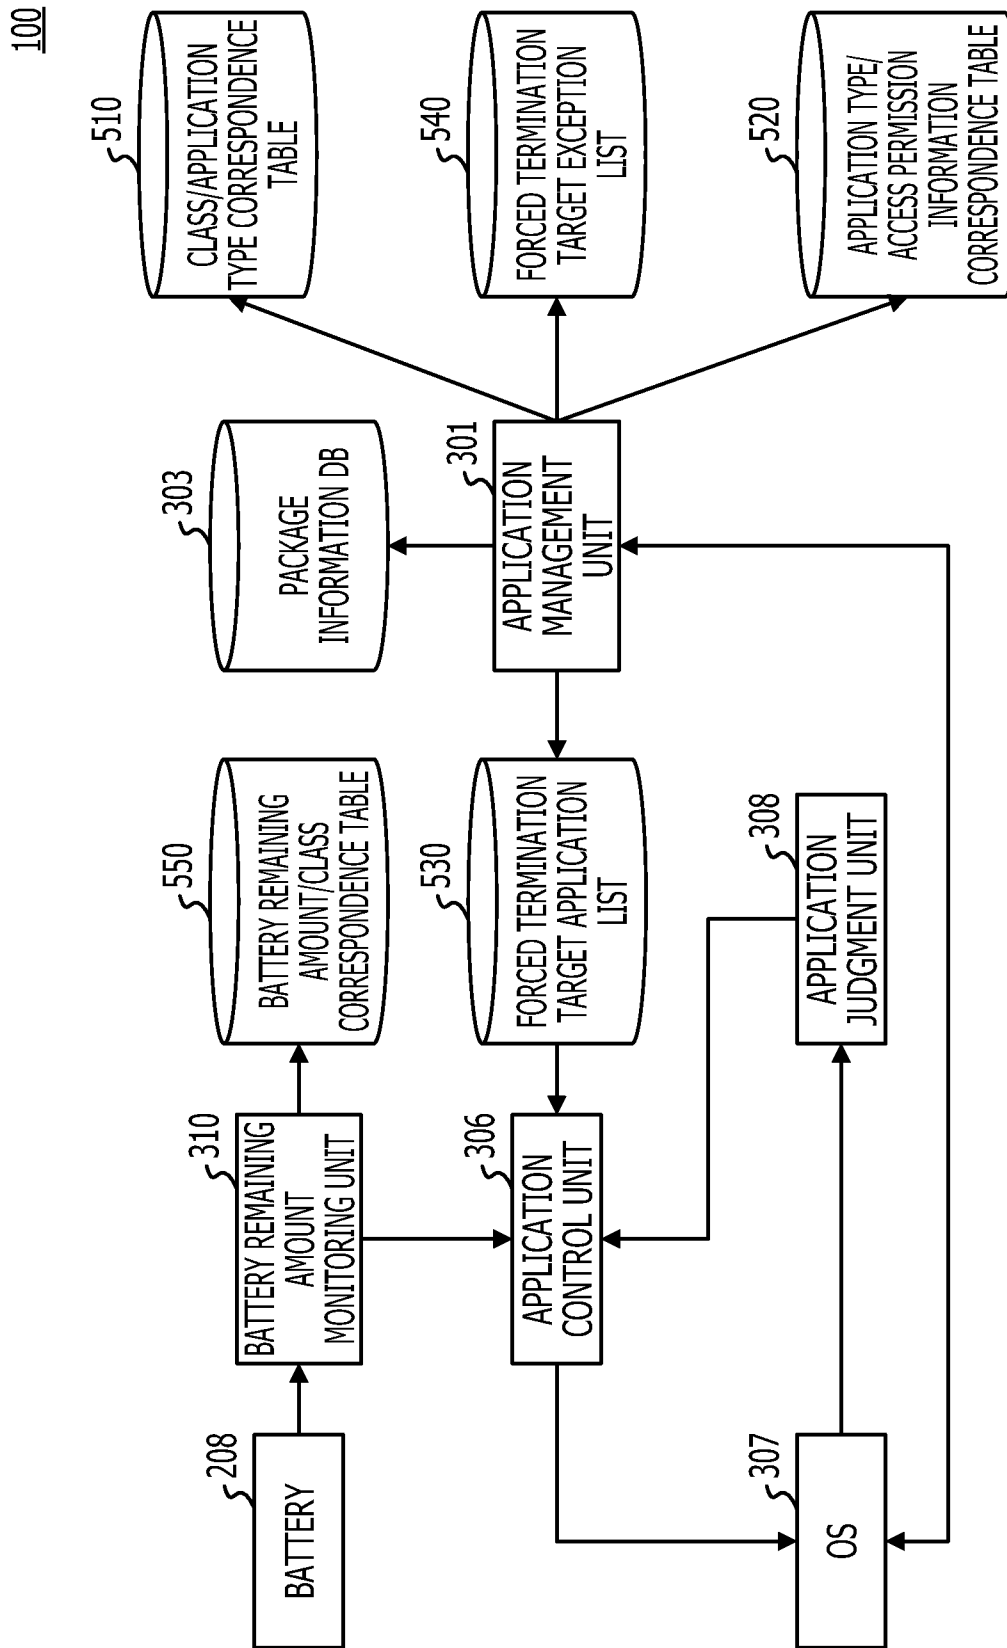 100
208
BATTERY
310
BATTERY REMAINING
AMOUNT
MONITORING UNIT
550
BATTERY REMAINING
AMOUNT/CLASS
CORRESPONDENCE TABLE
303
PACKAGE
INFORMATION DB
510
CLASS/APPLICATION
TYPE CORRESPONDENCE
TABLE
306
APPLICATION
CONTROL UNIT
530
FORCED TERMINATION
TARGET APPLICATION
LIST
301
APPLICATION
MANAGEMENT
UNIT
540
FORCED TERMINATION
TARGET EXCEPTION
LIST
307
OS
308
APPLICATION
JUDGMENT UNIT
520
APPLICATION TYPE/
ACCESS PERMISSION
INFORMATION
CORRESPONDENCE TABLE